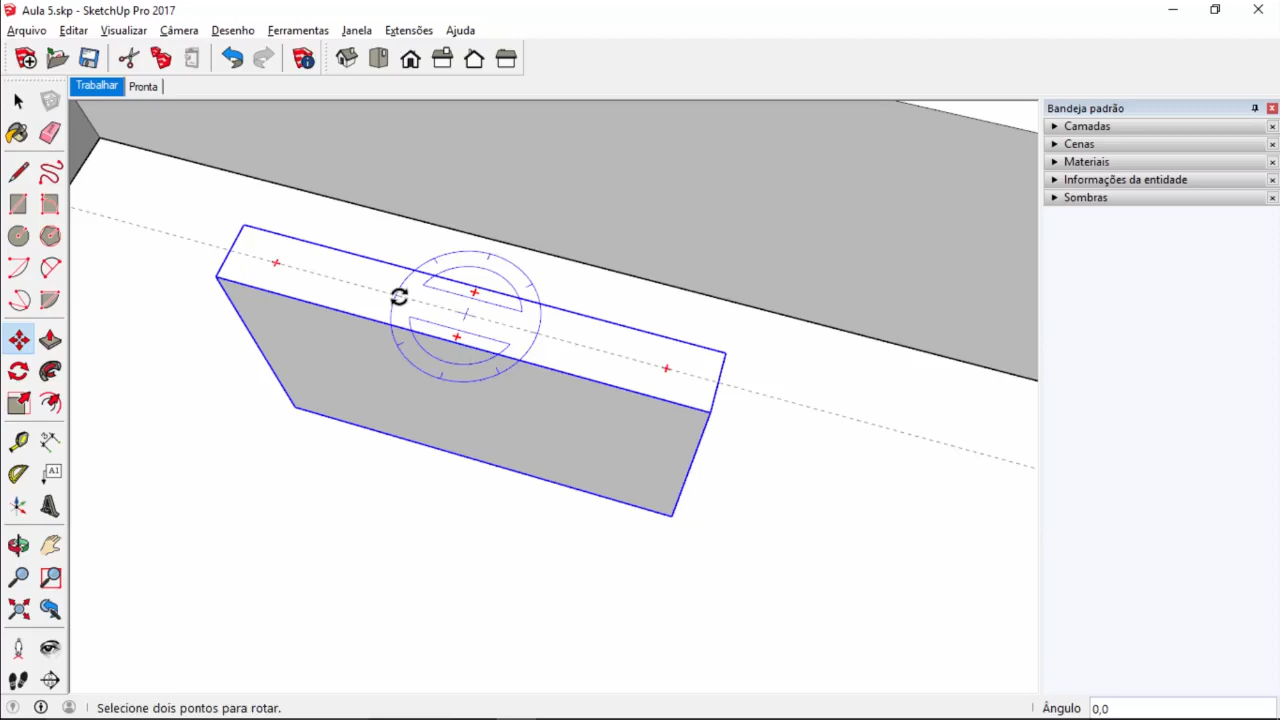 Aula 5.skp - SketchUp Pro 2017
Arquivo Editar Visualizar Câmera Desenho Ferramentas Janela Extensões Ajuda
Trabalhar Pronta
Bandeja padrão
Camadas
Cenas
Materiais
Informações da entidade
Sombras
A1
Selecione dois pontos para rotar.
Ângulo 0,0